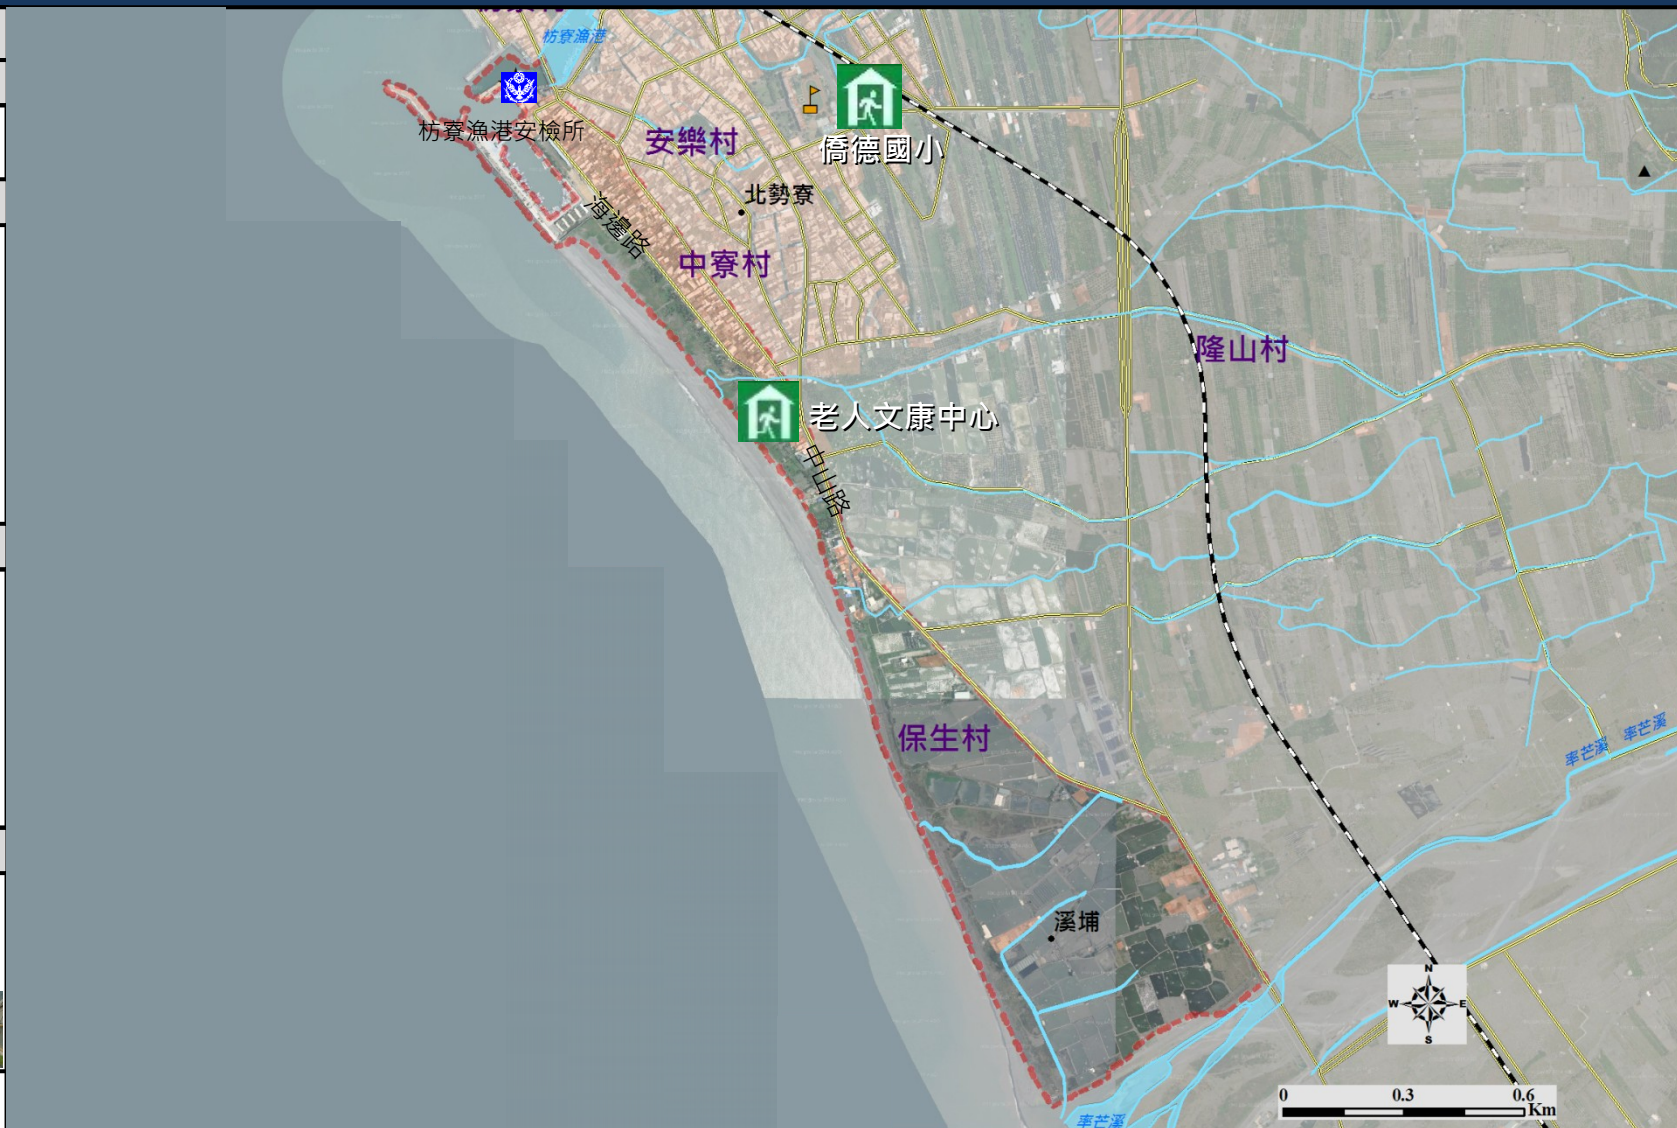 枋寮漁港
枋寮漁港安檢所
安樂村
僑德國小
北勢寮
海邊路
中寮村
隆山村
老人文康中心
中山路
保生村
率芒溪
率芒溪
溪埔
N
W
E
S
0
0.3
0.6
Km
率芒溪